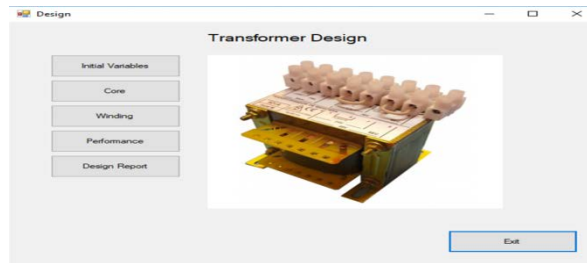 Design
Transformer Design
Initial Variables
Core
Winding
Performance
Design Report
Exit